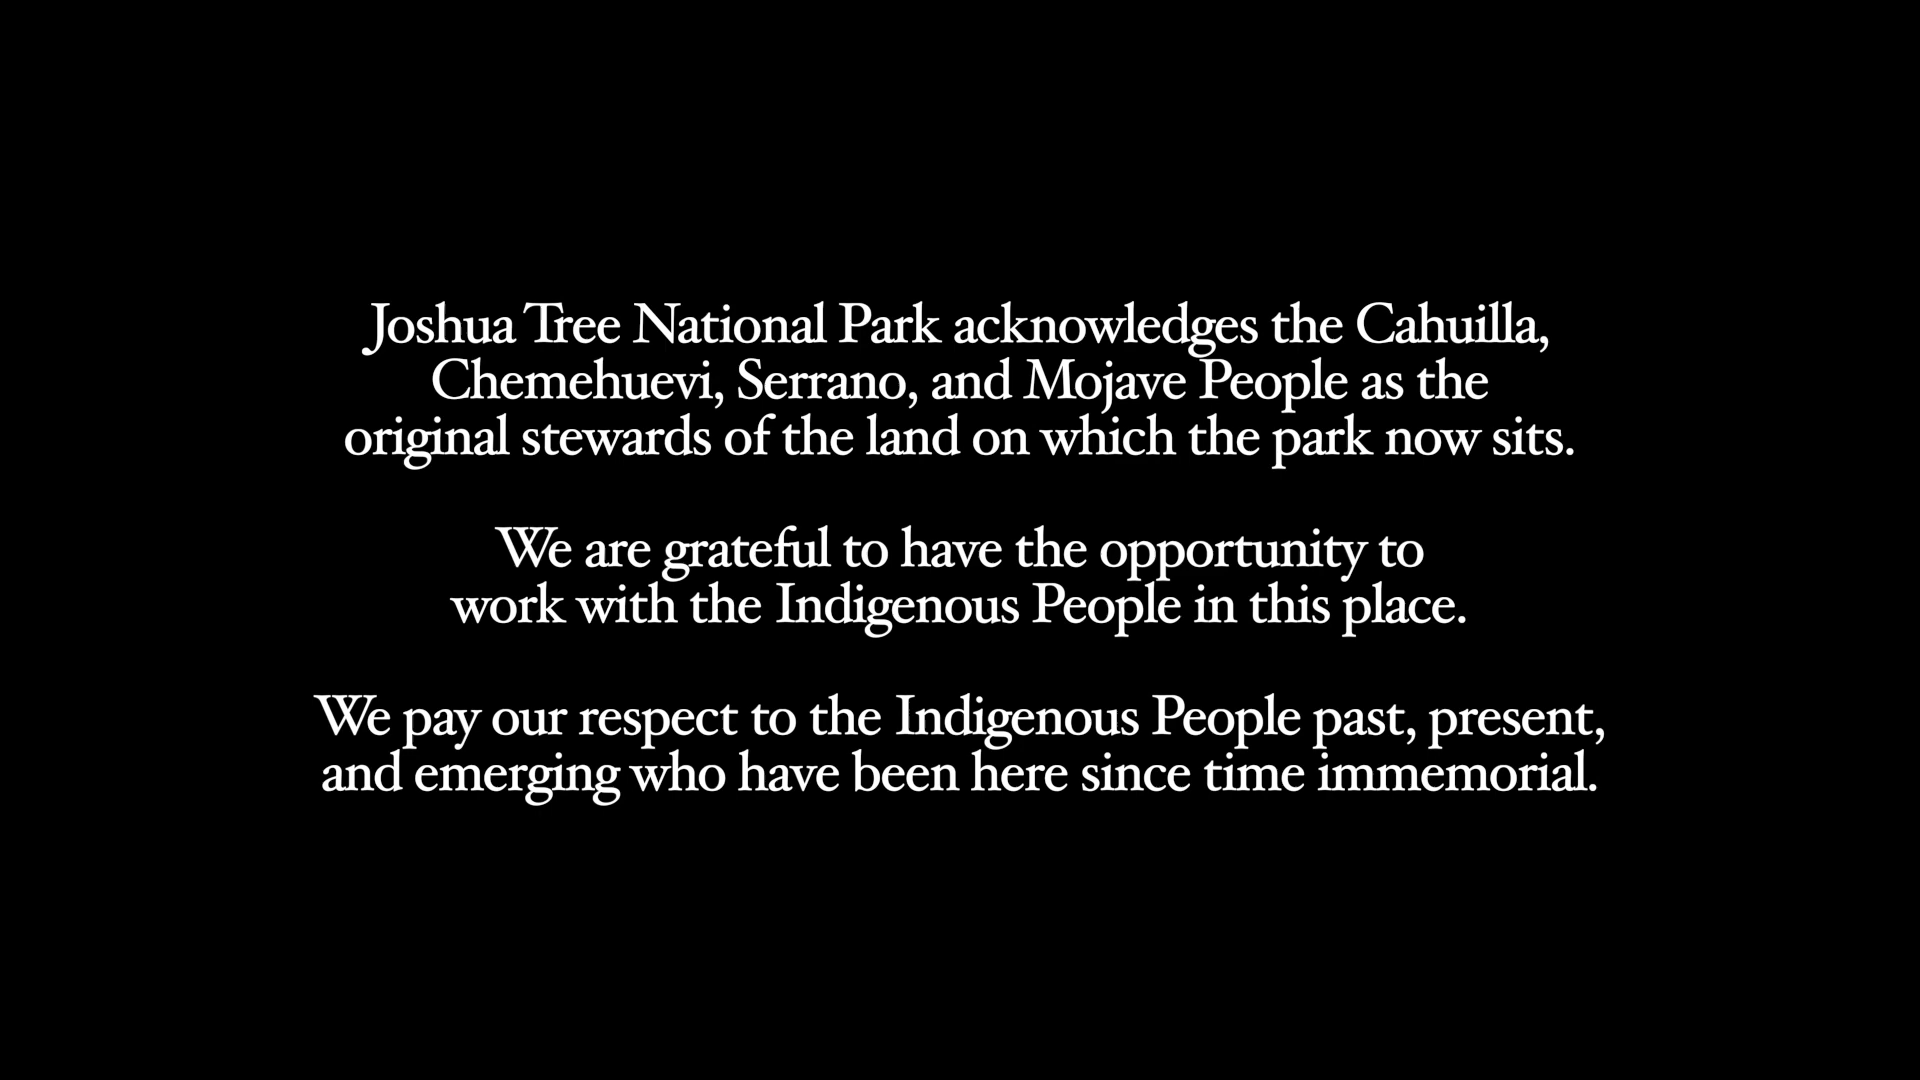 Joshua Tree National Park acknowledges the Cahuilla,
Chemehuevi, Serrano, and Mojave People as the
original stewards of the land on which the park now sits.
We are grateful to have the opportunity to
work with the Indigenous People in this place.
We pay our respect to the Indigenous People past, present,
and emerging who have been here since time immemorial.